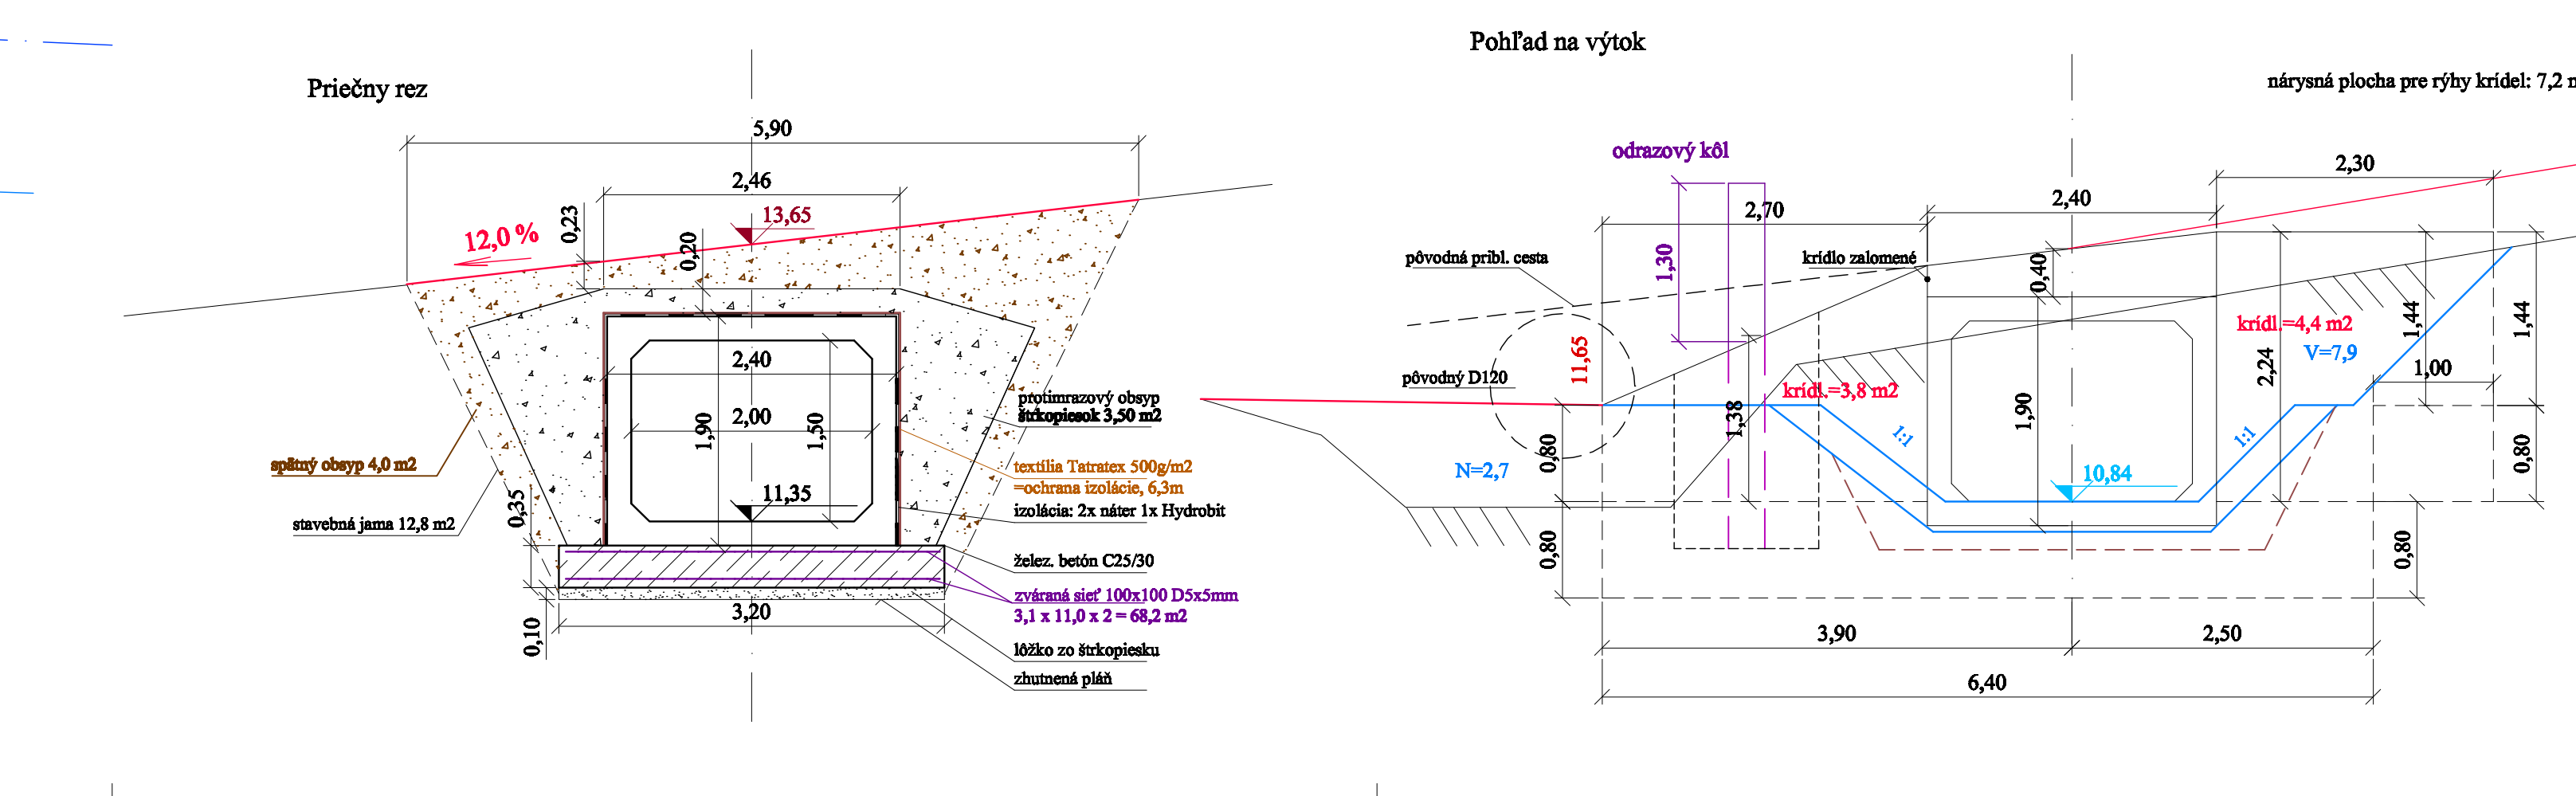 Priečny rez
5,90
2,46
13,65
12,0 %
0,23
0,20
2,40
2,00
1,90
1,50
11,35
protimrazový obsyp
štrkopiesok 3,50 m2
textília Tatratex 500g/m2
=ochrana izolácie, 6,3m
izolácia: 2x náter 1x Hydrobit
spätný obsyp 4,0 m2
stavebná jama 12,8 m2
0,35
želez. betón C25/30
zváraná sieť 100x100 D5x5mm
3,1 x 11,0 x 2 = 68,2 m2
3,20
0,10
lôžko zo štrkopiesku
zhutnená pláň
Pohľad na výtok
nárysná plocha pre rýhy krídel: 7,2
odrazový kôl
2,30
2,40
2,70
1,30
pôvodná pribl. cesta
krídlo zalomené
0,40
11,65
pôvodný D120
krídl.=3,8 m2
krídl.=4,4 m2
V=7,9
1,44
1,44
2,24
1,00
1,38
1,90
1:1
1:1
N=2,7
0,80
0,80
10,84
0,80
0,80
3,90
2,50
6,40